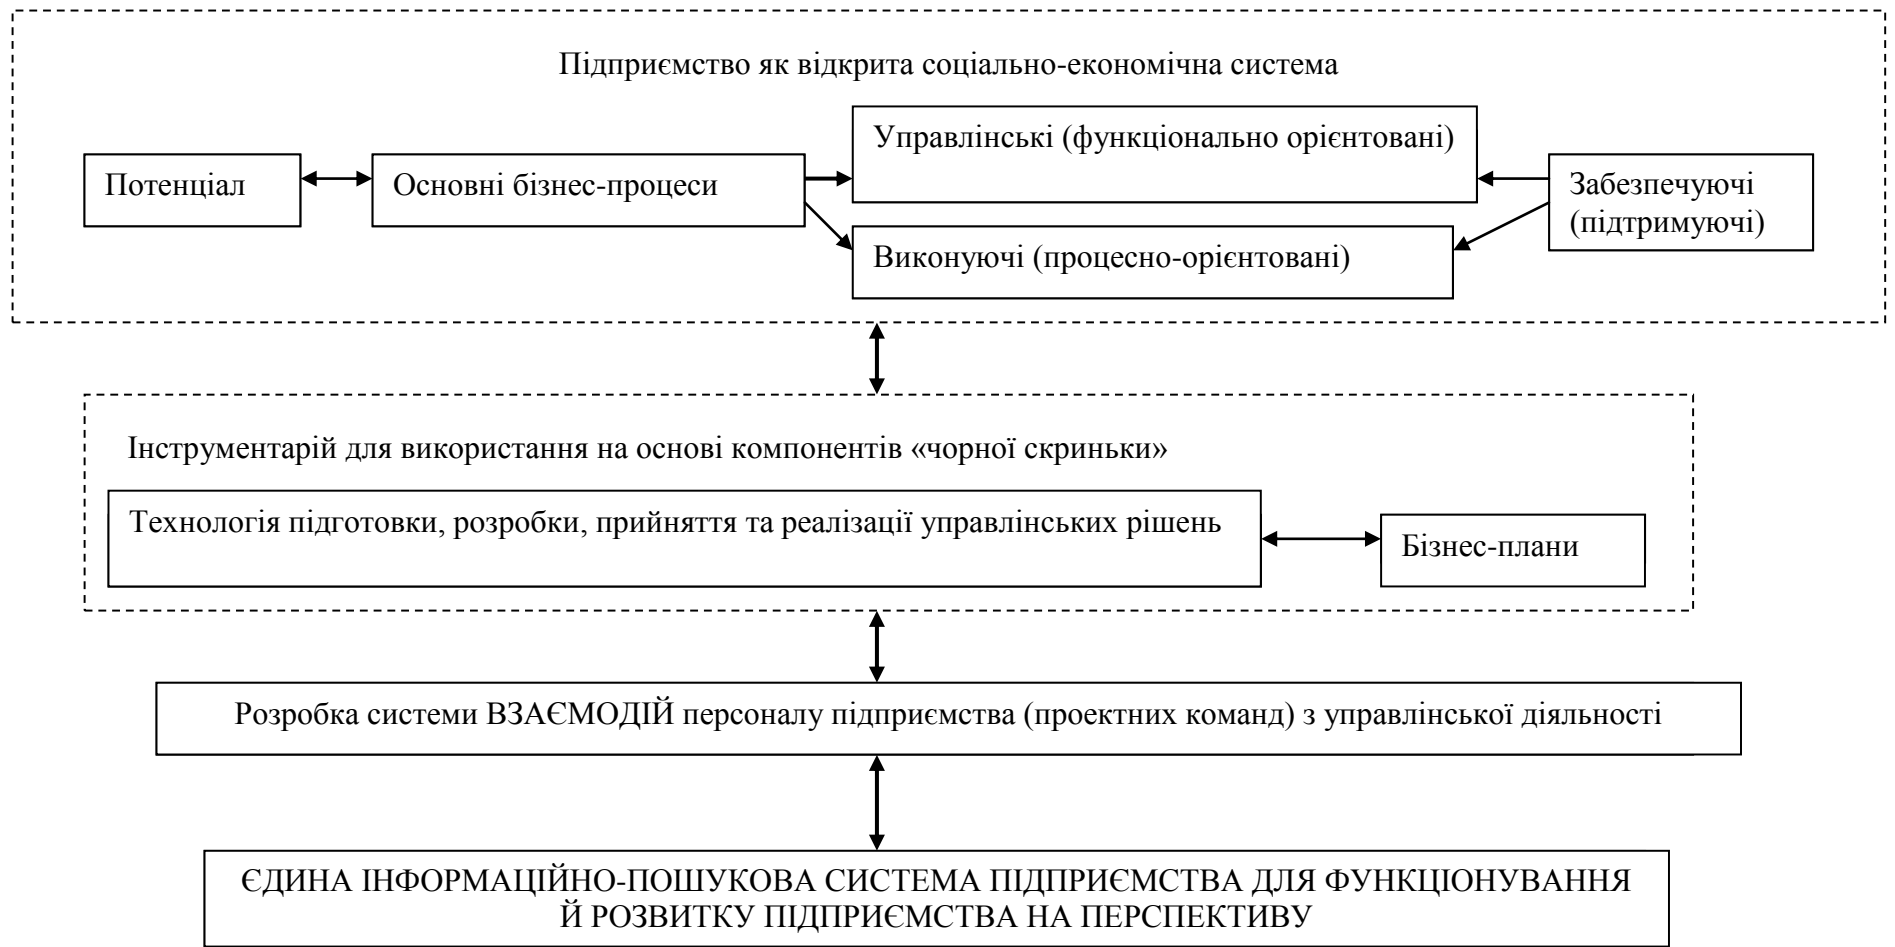 Підприємство як відкрита соціально-економічна система
Потенціал
Основні бізнес-процеси
Управлінські (функціонально орієнтовані)
Виконуючі (процесно-орієнтовані)
Забезпечуючі
(підтримуючі)
Інструментарій для використання на основі компонентів «чорної скриньки»
Технологія підготовки, розробки, прийняття та реалізації управлінських рішень
Бізнес-плани
Розробка системи ВЗАЄМОДІЙ персоналу підприємства (проектних команд) з управлінської діяльності
ЄДИНА ІНФОРМАЦІЙНО-ПОШУКОВА СИСТЕМА ПІДПРИЄМСТВА ДЛЯ ФУНКЦІОНУВАННЯ
Й РОЗВИТКУ ПІДПРИЄМСТВА НА ПЕРСПЕКТИВУ